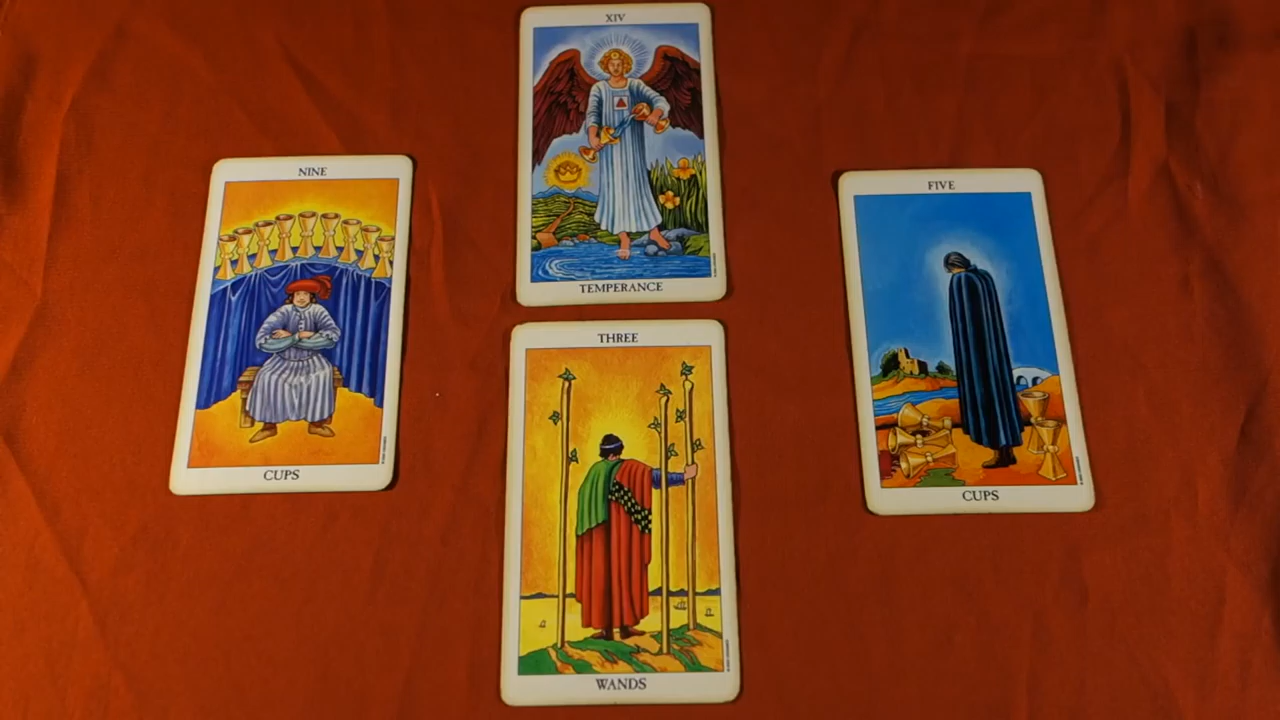 XIV
TEMPERANCE
NINE
CUPS
THREE
WANDS
FIVE
CUPS